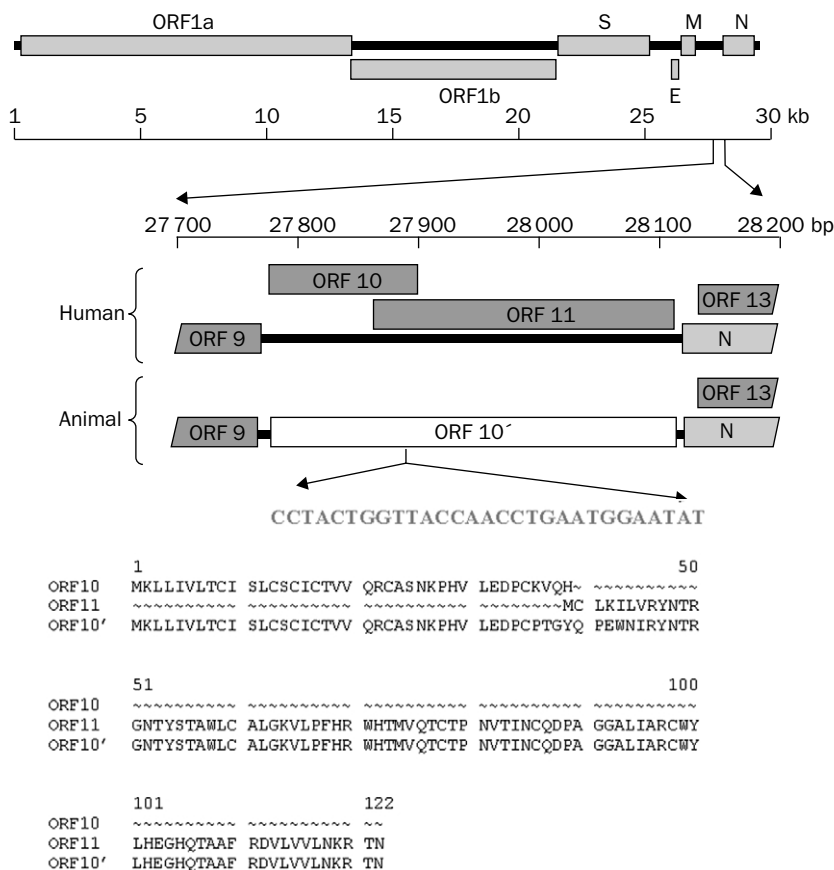 ORF1a S M N
ORF1b E
1 5 10 15 20 25 30 kb
27 700 27 800 27 900 28 000 28 100 28 200 bp
ORF 10 ORF 13
Human ORF 11
ORF 9 N
ORF 13
Animal ORF 9 ORF 10´ N
CCTACTGGTTACCAACCTGAATGGAATAT
1 50
ORF10 MKLLIVLTCI SLCSCICTVV QRCASNKPHV LEDPCKVQH~ ~~~~~~~~~~
ORF11 ~~~~~~~~~~ ~~~~~~~~~~ ~~~~~~~~~~ ~~~~~~~~MC LKILVRYNTR
ORF10′ MKLLIVLTCI SLCSCICTVV QRCASNKPHV LEDPCPTGYQ PEWNIRYNTR
51 100
ORF10 ~~~~~~~~~~ ~~~~~~~~~~ ~~~~~~~~~~ ~~~~~~~~~~ ~~~~~~~~~~
ORF11 GNTYSTAWLC ALGKVLPFHR WHTMVQTCTP NVTINCQDPA GGALIARCWY
ORF10′ GNTYSTAWLC ALGKVLPFHR WHTMVQTCTP NVTINCQDPA GGALIARCWY
101 122
ORF10 ~~~~~~~~~~ ~~~~~~~~~~ ~~
ORF11 LHEGHQTAAF RDVLVVLNKR TN
ORF10′ LHEGHQTAAF RDVLVVLNKR TN